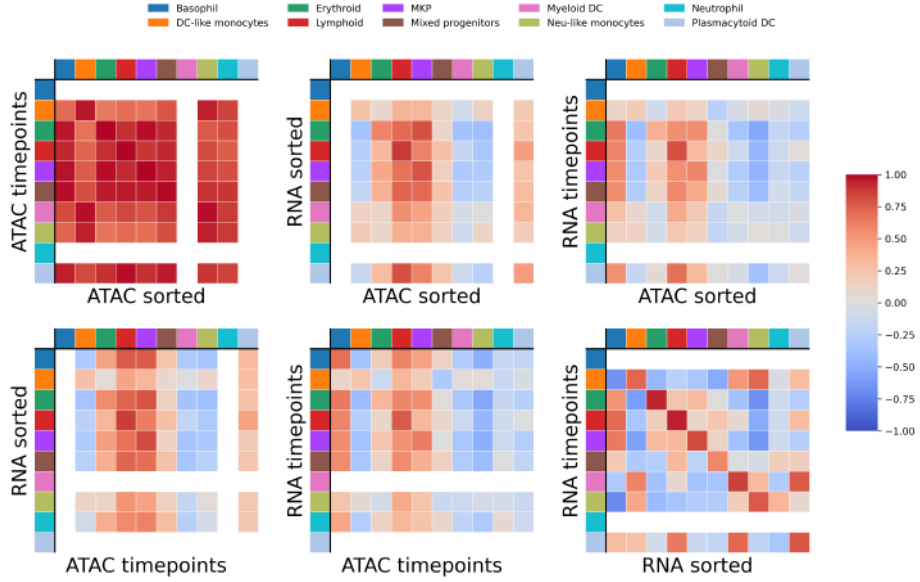 Basophil
DC-like monocytes
Erythroid
Lymphoid
MKP
Mixed progenitors
Myeloid DC
Neu-like monocytes
Neutrophil
Plasmacytoid DC
ATAC timepoints
ATAC sorted
RNA sorted
ATAC sorted
RNA timepoints
ATAC sorted
1.00
0.75
0.50
0.25
0.00
−0.25
−0.50
−0.75
−1.00
RNA sorted
ATAC timepoints
RNA timepoints
ATAC timepoints
RNA timepoints
RNA sorted